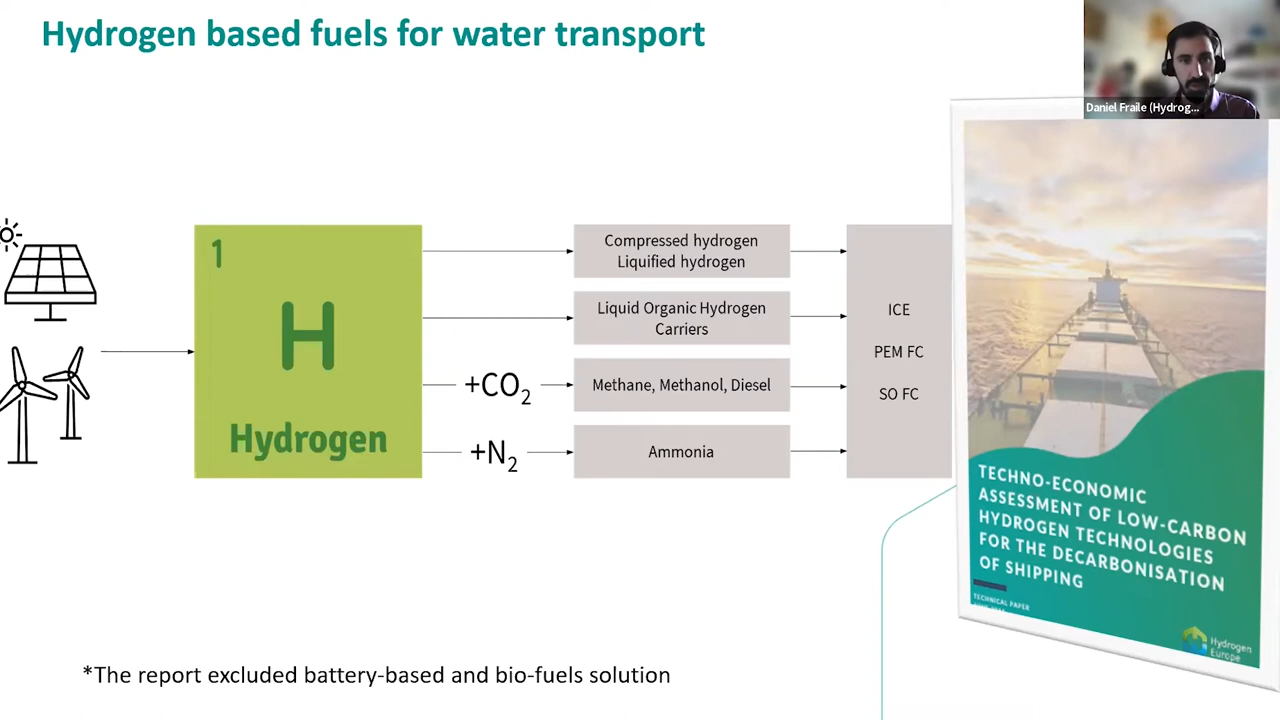 Hydrogen based fuels for water transport
Daniel Fraile (Hydrog...
1
H
Hydrogen
+CO2
+N2
Compressed hydrogen
Liquified hydrogen
Liquid Organic Hydrogen
Carriers
Methane, Methanol, Diesel
Ammonia
ICE
PEM FC
SO FC
TECHNO-ECONOMIC
ASSESSMENT OF LOW-CARBON
HYDROGEN TECHNOLOGIES
FOR THE DECARBONISATION
OF SHIPPING
TECHNICAL PAPER
Hydrogen
Europe
*The report excluded battery-based and bio-fuels solution